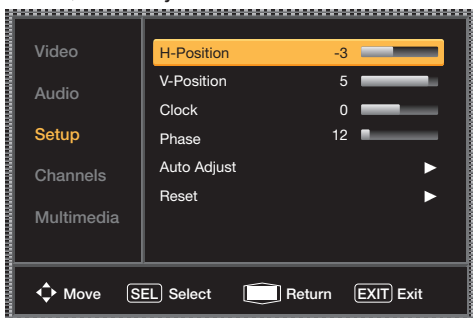 Video
Audio
Setup
Channels
Multimedia
H-Position -3
V-Position 5
Clock 0
Phase 12
Auto Adjust
Reset
Move SEL Select Return EXIT Exit